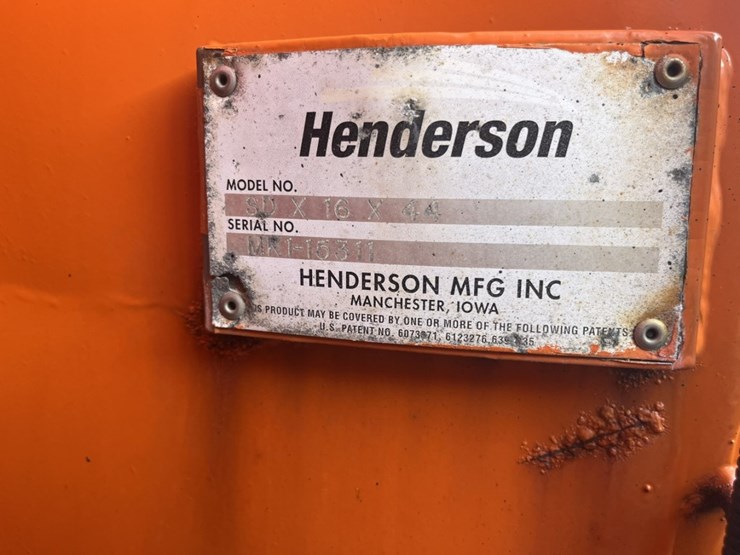 Henderson
MODEL NO.
X 16 X 44
SERIAL NO.
HENDERSON MFG INC
MANCHESTER, IOWA
PRODUCT MAY BE COVERED BY ONE OR MORE OF THE FOLLOWING PATENTS:
U.S. PATENT NO. 6123276